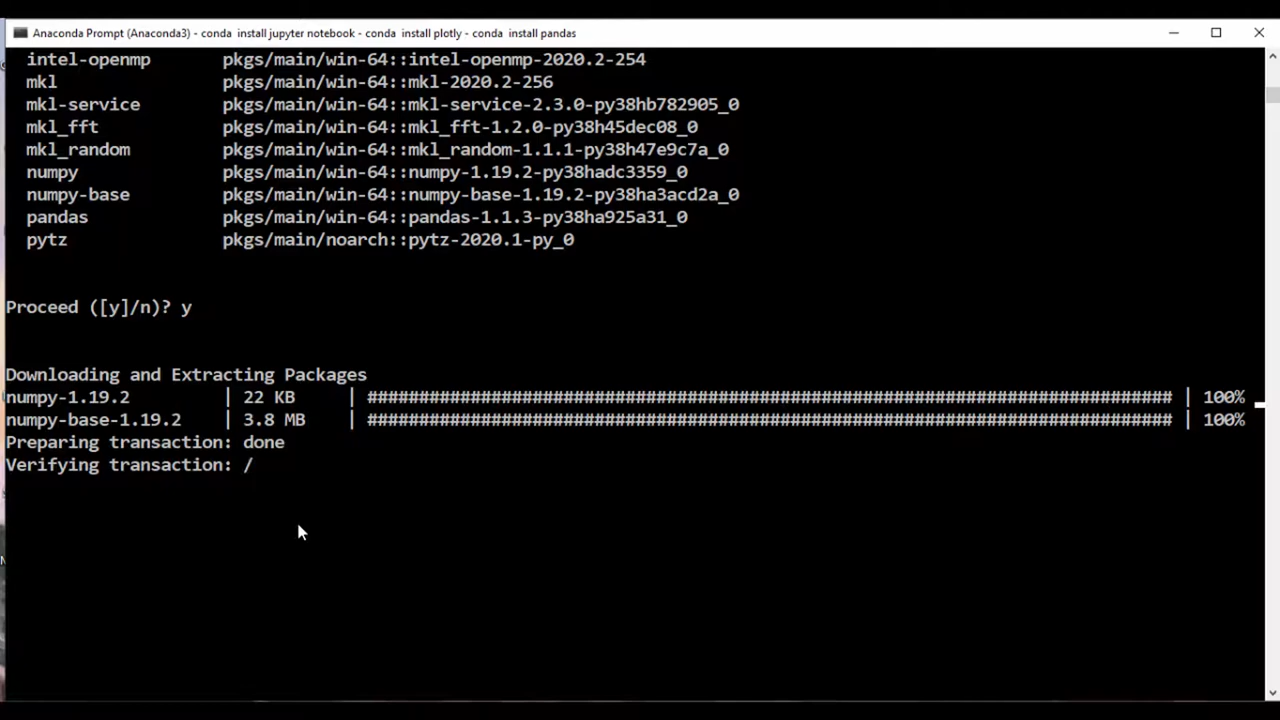 Anaconda Prompt (Anaconda3) - conda  install jupyter notebook - conda  install plotly - conda  install pandas
intel-openmp       pkgs/main/win-64::intel-openmp-2020.2-254
mkl                pkgs/main/win-64::mkl-2020.2-256
mkl-service        pkgs/main/win-64::mkl-service-2.3.0-py38hb782905_0
mkl_fft            pkgs/main/win-64::mkl_fft-1.2.0-py38h45dec08_0
mkl_random         pkgs/main/win-64::mkl_random-1.1.1-py38h47e9c7a_0
numpy              pkgs/main/win-64::numpy-1.19.2-py38hadc3359_0
numpy-base         pkgs/main/win-64::numpy-base-1.19.2-py38ha3acd2a_0
pandas             pkgs/main/win-64::pandas-1.1.3-py38ha925a31_0
pytz               pkgs/main/noarch::pytz-2020.1-py_0
Proceed ([y]/n)? y
Downloading and Extracting Packages
numpy-1.19.2         | 22 KB     | ############################################################################## | 100%
numpy-base-1.19.2    | 3.8 MB    | ############################################################################## | 100%
Preparing transaction: done
Verifying transaction: /